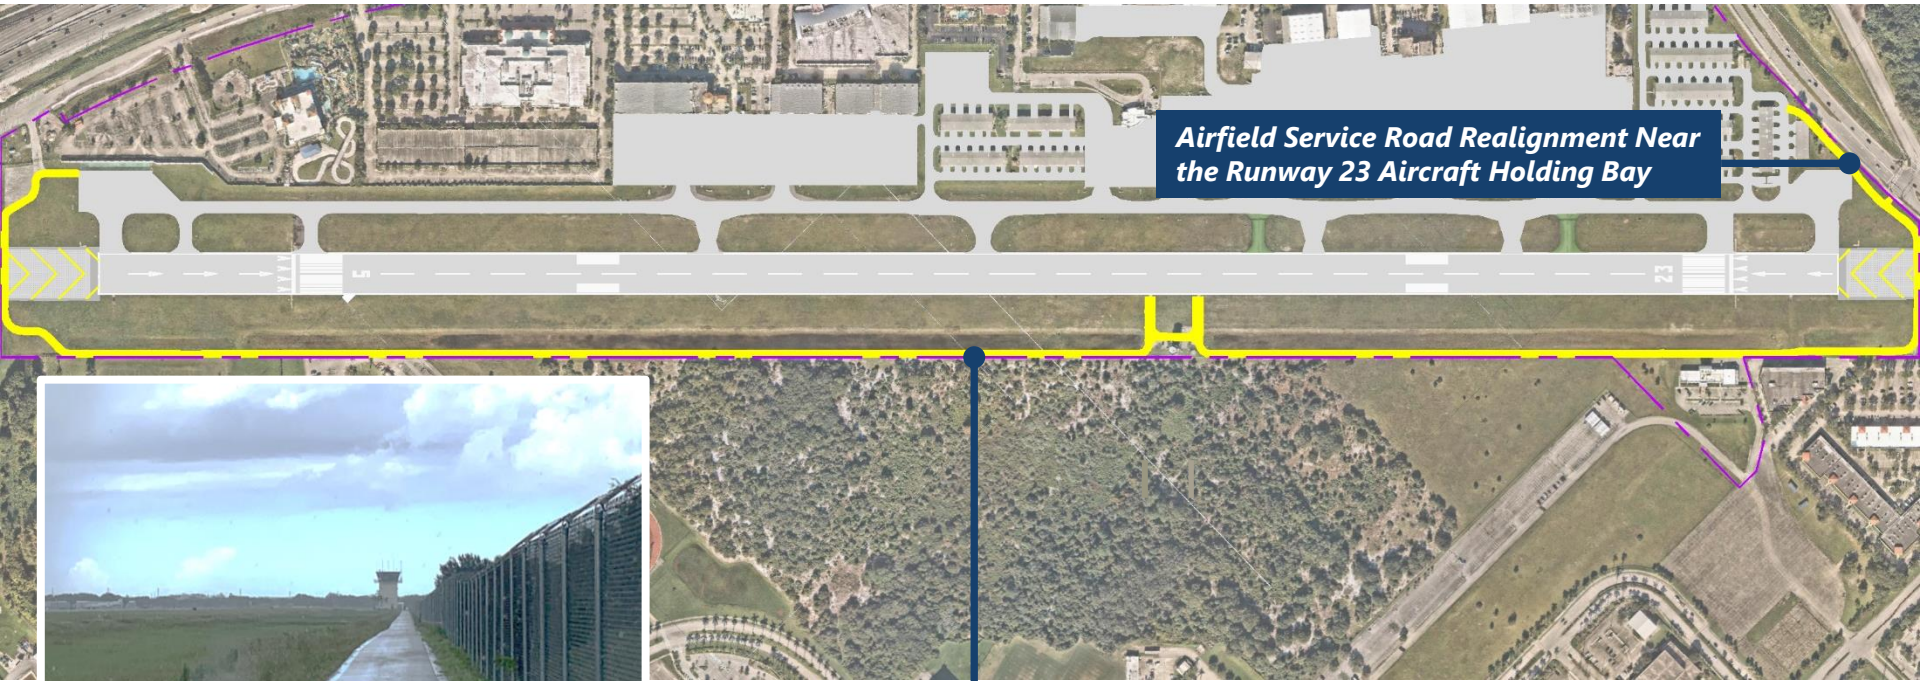 Airfield Service Road Realignment Near
the Runway 23 Aircraft Holding Bay
5
23